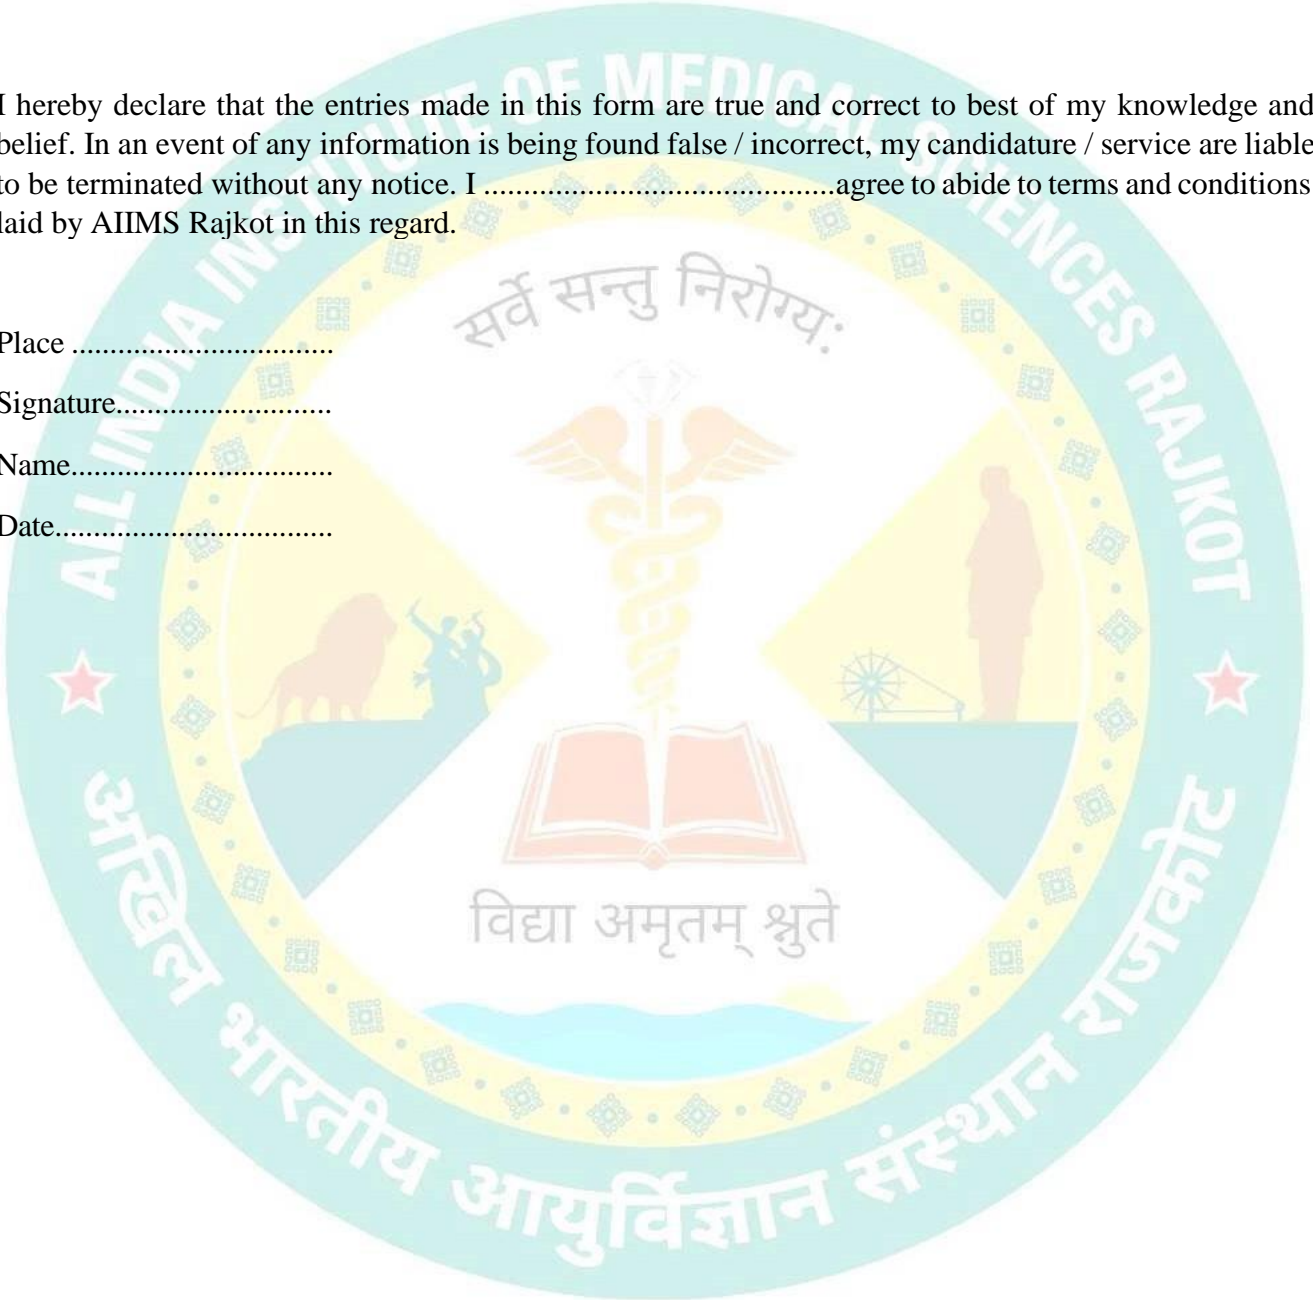 I hereby declare that the entries made in this form are true and correct to best of my knowledge and
belief. In an event of any information is being found false / incorrect, my candidature / service are liable
to be terminated without any notice. I ............................................agree to abide to terms and conditions
laid by AIIMS Rajkot in this regard.
Place ..................................
Signature............................
Name..................................
Date....................................
ALL INDIA INSTITUTE OF MEDICAL SCIENCES RAJKOT
सर्वे सन्तु निरोग्य:
विद्या अमृतम् श्रुते
अखिल भारतीय आयुर्विज्ञान संस्थान राजकोट